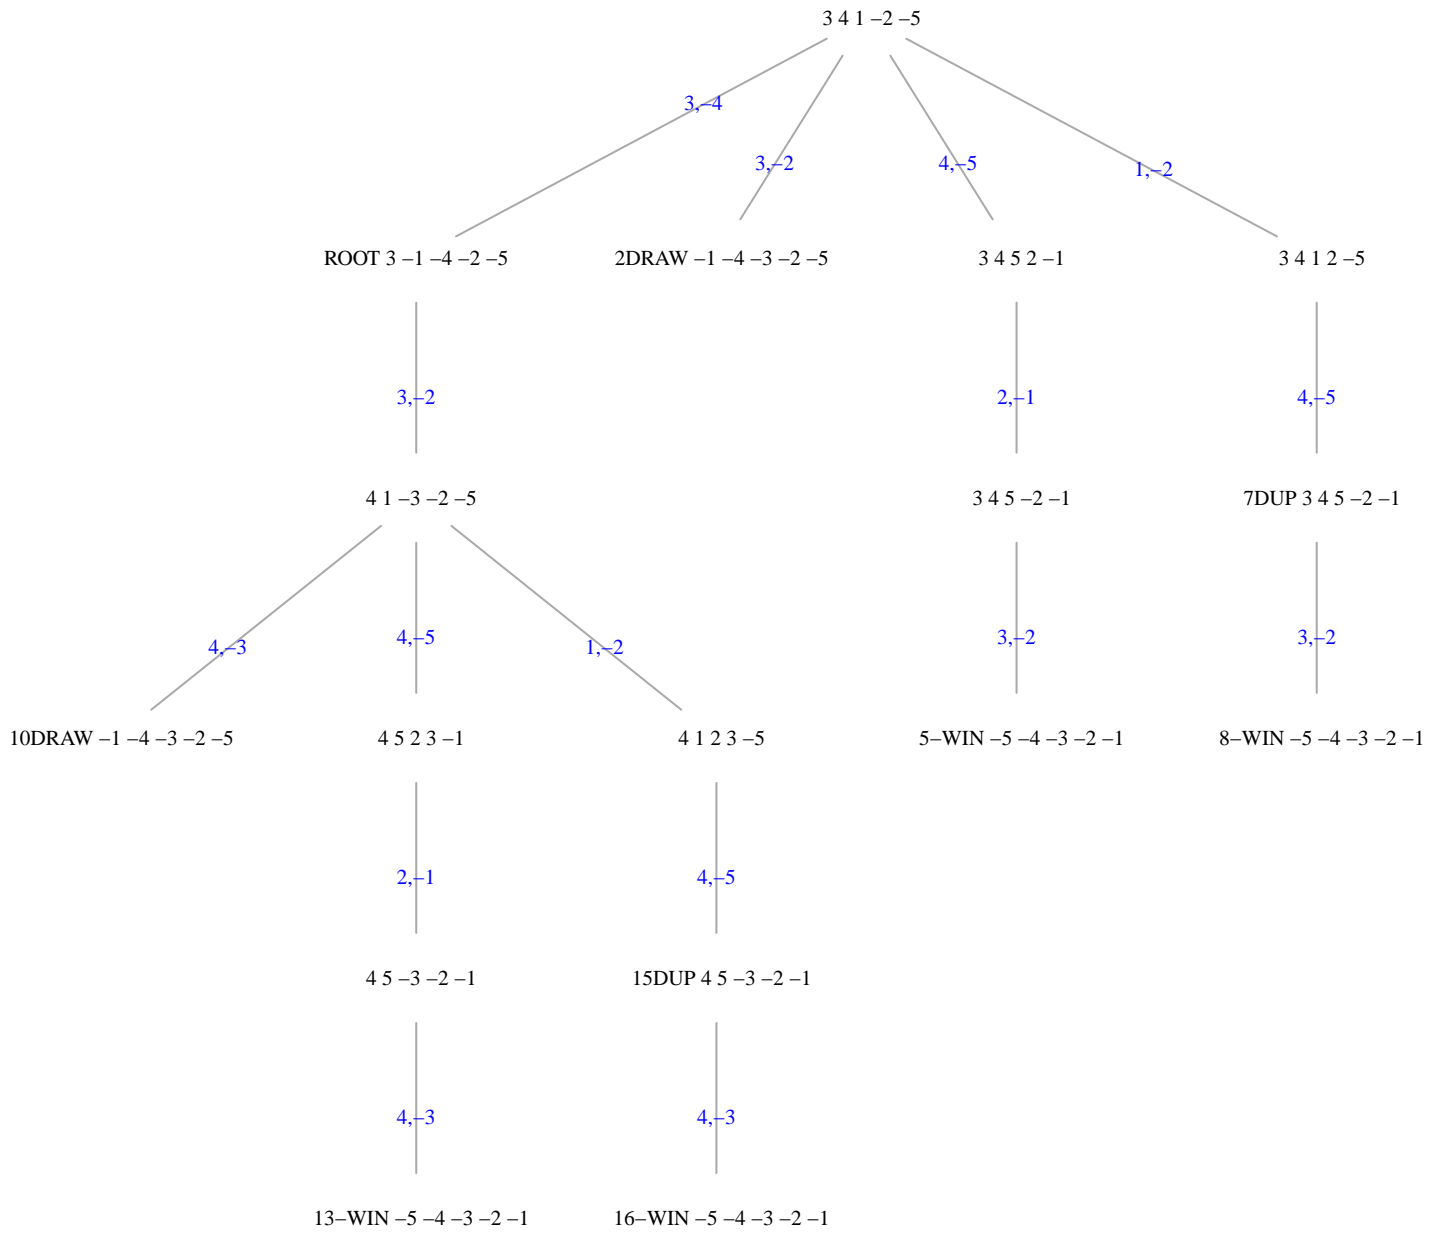 3 4 1 –2 –5
3,–4
3,–2
4,–5
1,–2
ROOT 3 –1 –4 –2 –5
2DRAW –1 –4 –3 –2 –5
3 4 5 2 –1
3 4 1 2 –5
3,–2
2,–1
4,–5
4 1 –3 –2 –5
3 4 5 –2 –1
7DUP 3 4 5 –2 –1
4,–3
4,–5
1,–2
3,–2
3,–2
10DRAW –1 –4 –3 –2 –5
4 5 2 3 –1
4 1 2 3 –5
5–WIN –5 –4 –3 –2 –1
8–WIN –5 –4 –3 –2 –1
2,–1
4,–5
4 5 –3 –2 –1
15DUP 4 5 –3 –2 –1
4,–3
4,–3
13–WIN –5 –4 –3 –2 –1
16–WIN –5 –4 –3 –2 –1